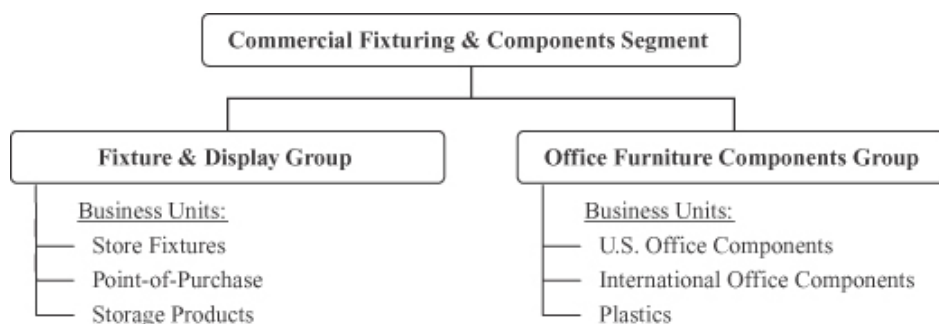 Commercial Fixturing & Components Segment
Fixture & Display Group
Business Units:
Store Fixtures
Point-of-Purchase
Storage Products
Office Furniture Components Group
Business Units:
U.S. Office Components
International Office Components
Plastics